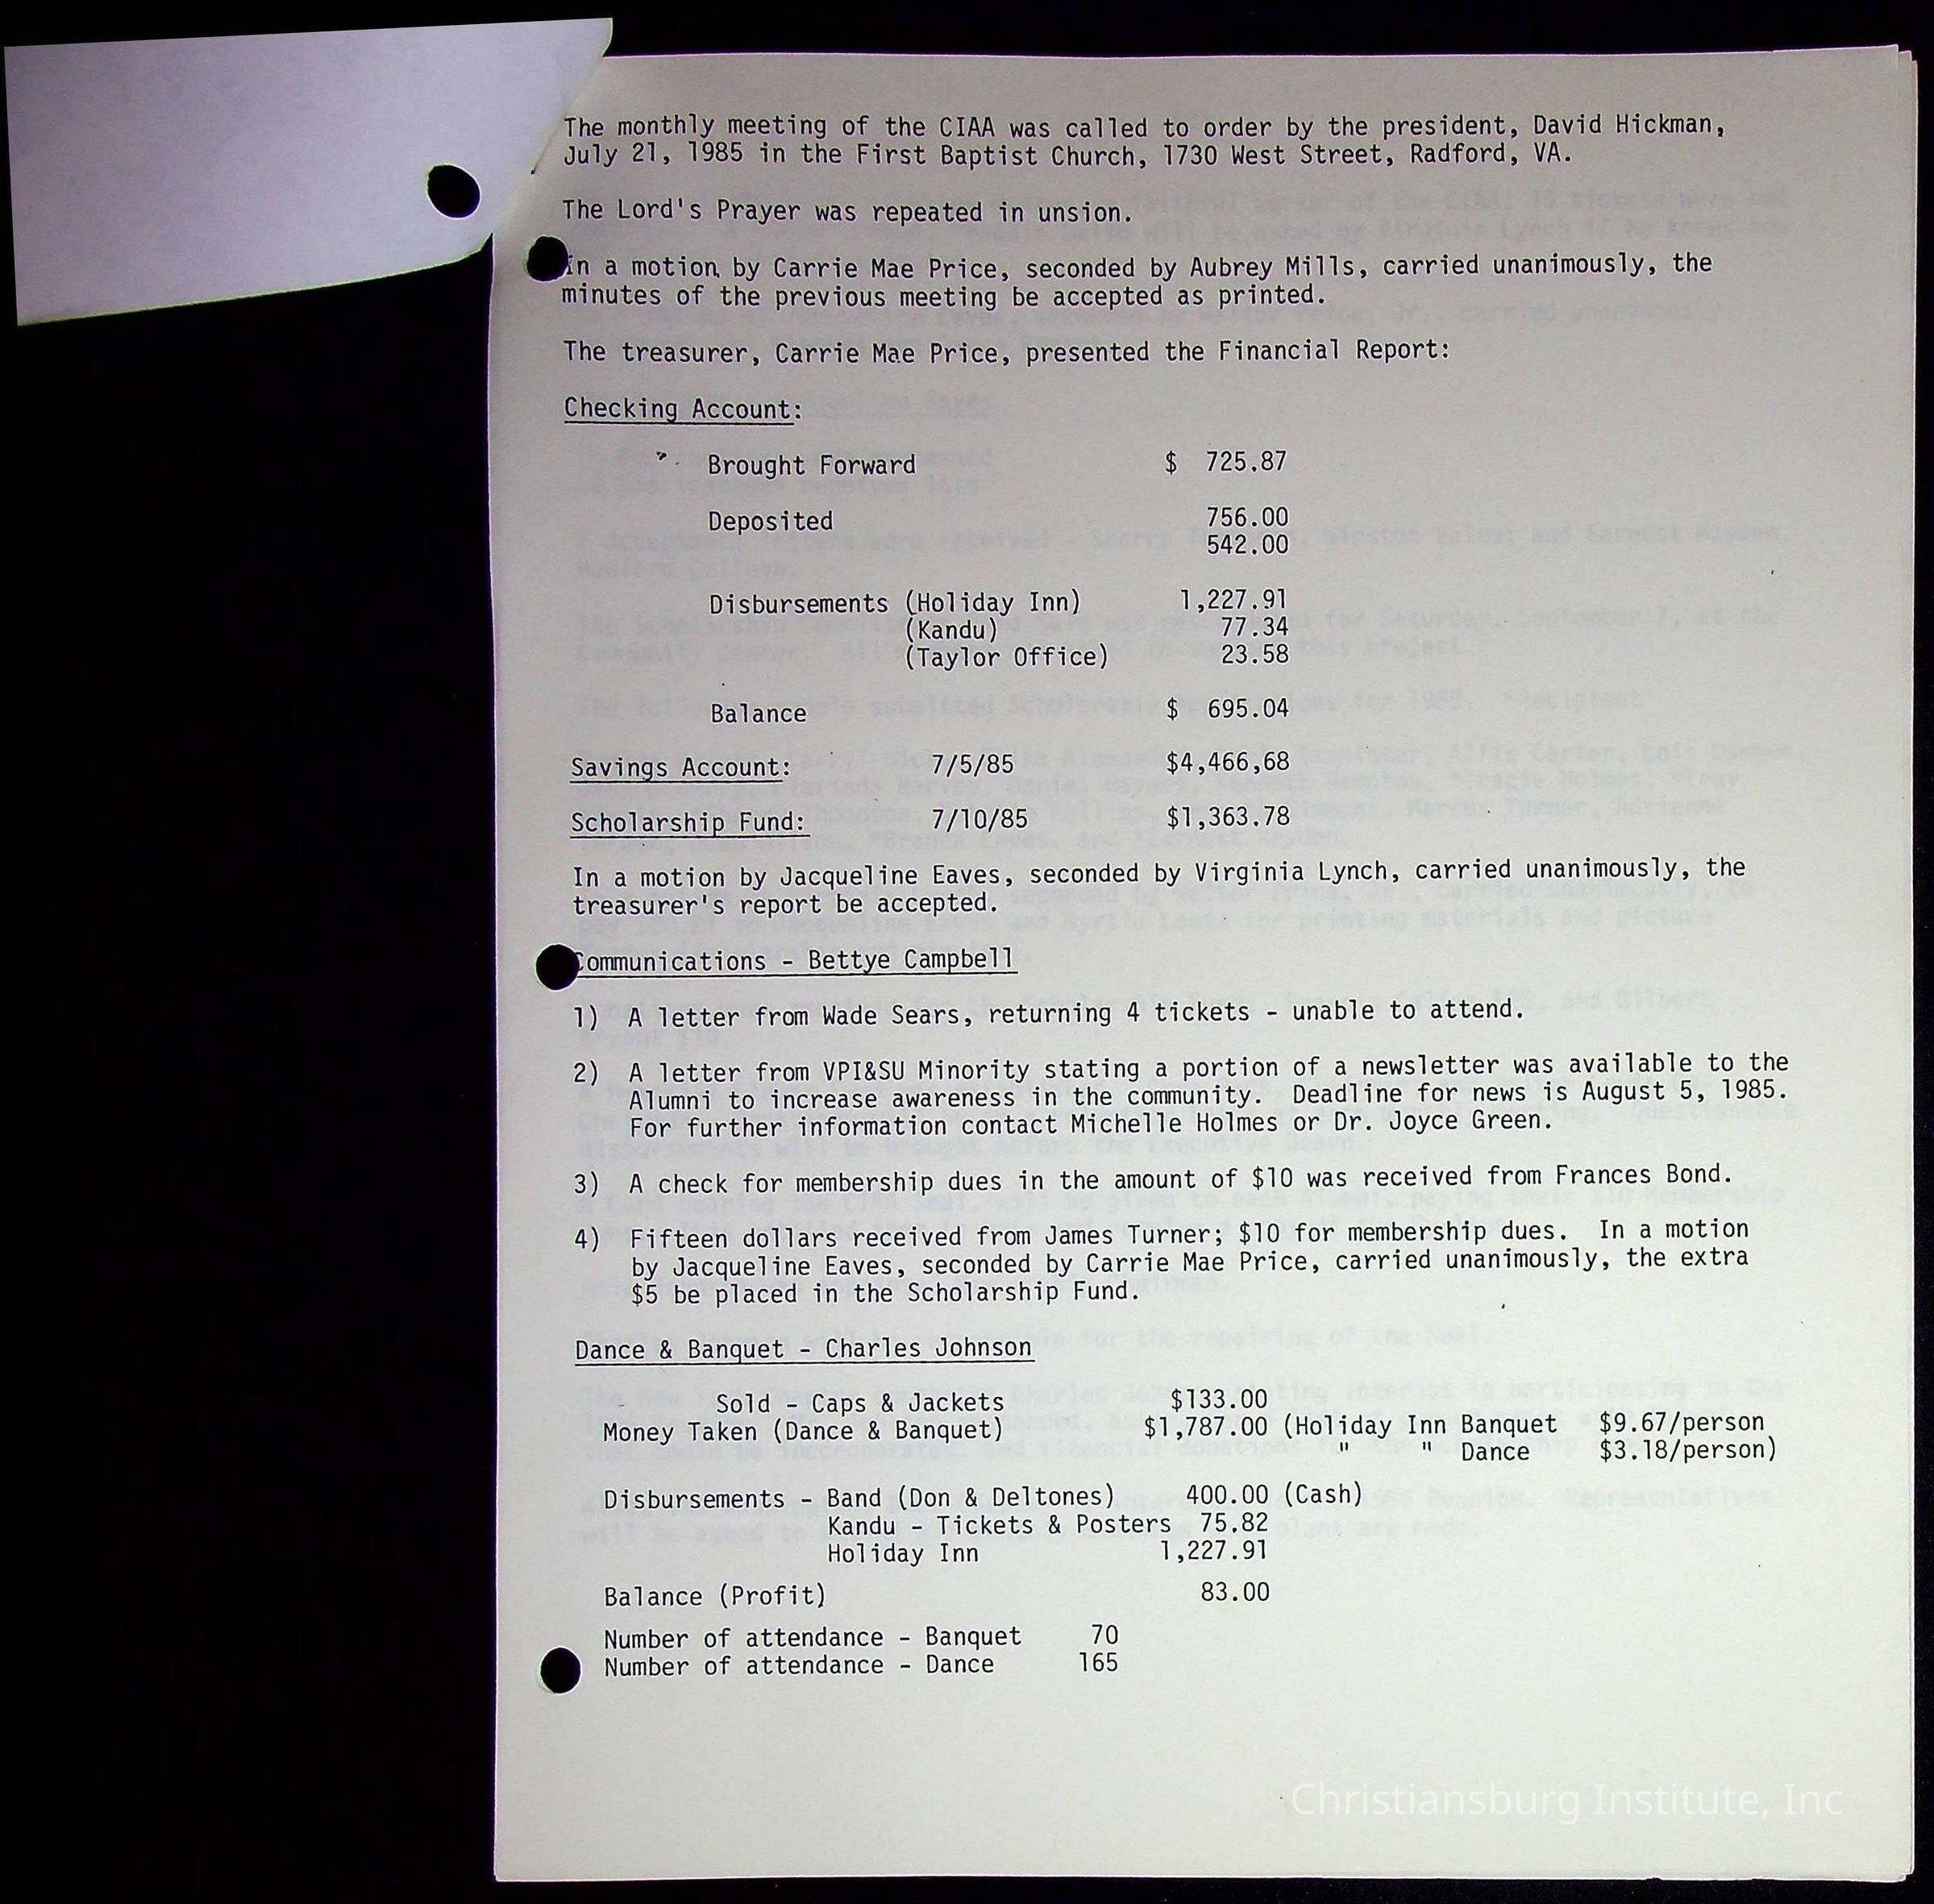 The monthly meeting of the CIAA was called to order by the president, David Hickman,
July 21, 1985 in the First Baptist Church, 1730 West Street, Radford, VA.
The Lord's Prayer was repeated in unsion.
In a motion by Carrie Mae Price, seconded by Aubrey Mills, carried unanimously, the
minutes of the previous meeting be accepted as printed.
The treasurer, Carrie Mae Price, presented the Financial Report:
Checking Account:
Brought Forward $ 725.87
Deposited 756.00
542.00
Disbursements (Holiday Inn) 1,227.91
(Kandu) 77.34
(Taylor Office) 23.58
Balance $ 695.04
Savings Account: 7/5/85 $4,466,68
Scholarship Fund: 7/10/85 $1,363.78
In a motion by Jacqueline Eaves, seconded by Virginia Lynch, carried unanimously, the
treasurer's report be accepted.
Communications - Bettye Campbell
1) A letter from Wade Sears, returning 4 tickets - unable to attend.
2) A letter from VPI&SU Minority stating a portion of a newsletter was available to the
Alumni to increase awareness in the community. Deadline for news is August 5, 1985.
For further information contact Michelle Holmes or Dr. Joyce Green.
3) A check for membership dues in the amount of $10 was received from Frances Bond.
4) Fifteen dollars received from James Turner; $10 for membership dues. In a motion
by Jacqueline Eaves, seconded by Carrie Mae Price, carried unanimously, the extra
$5 be placed in the Scholarship Fund.
Dance & Banquet - Charles Johnson
Sold - Caps & Jackets $133.00
Money Taken (Dance & Banquet) $1,787.00 (Holiday Inn Banquet $9.67/person
" " Dance $3.18/person)
Disbursements - Band (Don & Deltones) 400.00 (Cash)
Kandu - Tickets & Posters 75.82
Holiday Inn 1,227.91
Balance (Profit) 83.00
Number of attendance - Banquet 70
Number of attendance - Dance 165
Christiansburg Institute, Inc